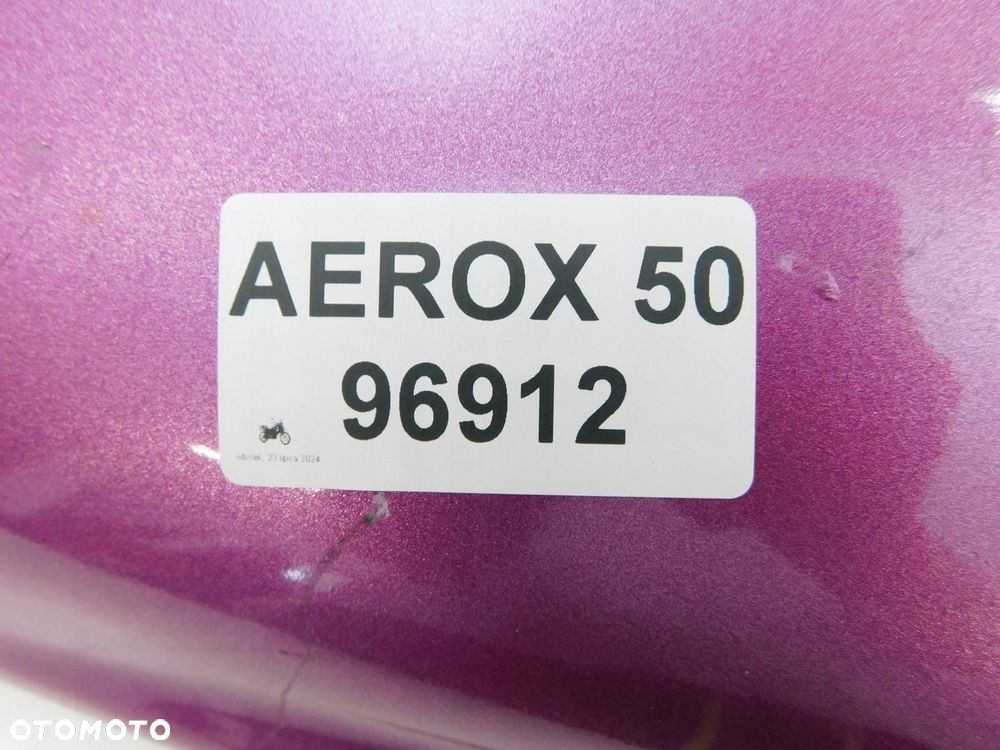 AEROX 50
96912
wtorek, 23 lipca 2024
OTOMOTO